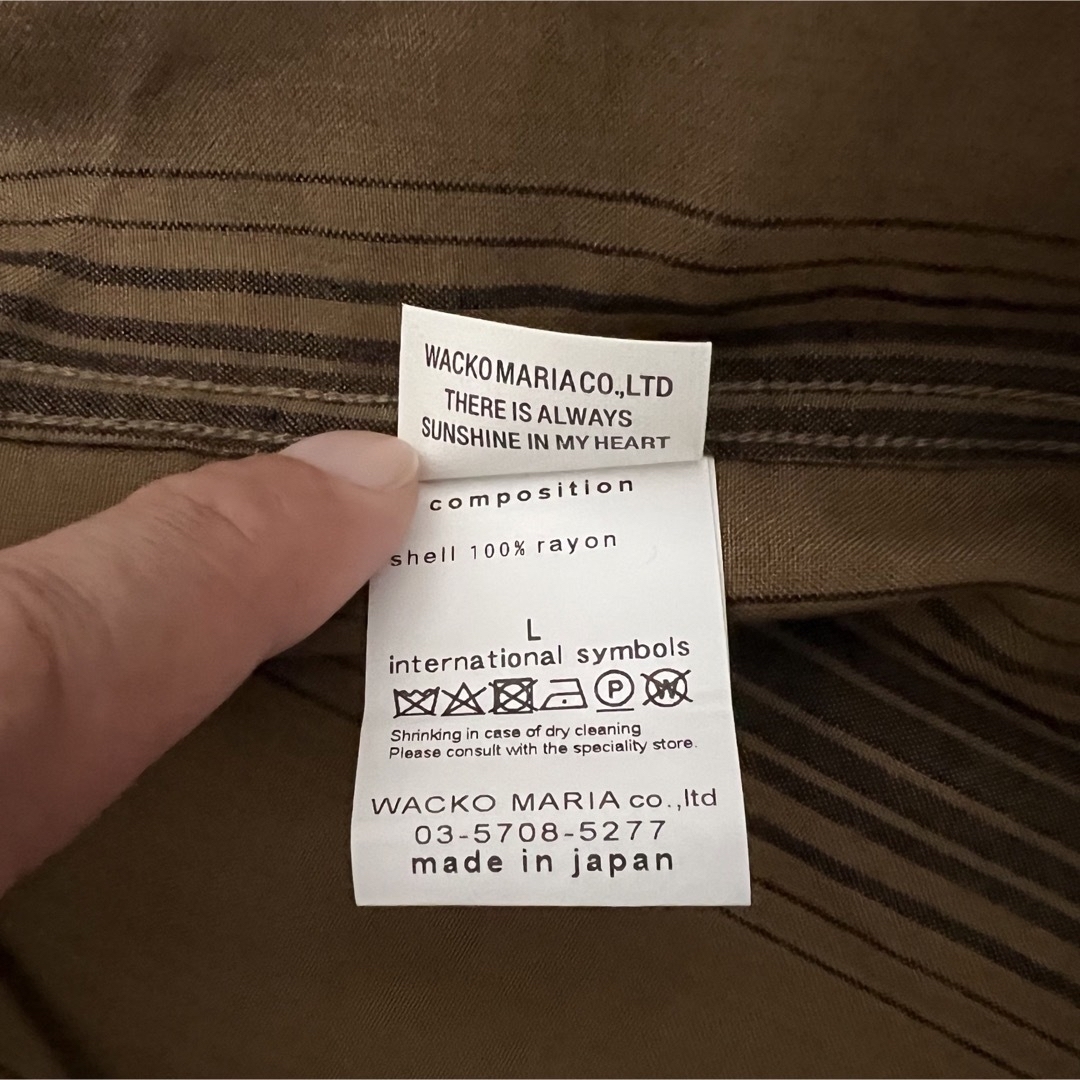 WACKO MARIA CO.,LTD
THERE IS ALWAYS
SUNSHINE IN MY HEART
composition
shell 100% rayon
L
international symbols
P W
Shrinking in case of dry cleaning
Please consult with the speciality store.
WACKO MARIA co.,ltd
03-5708-5277
made in japan